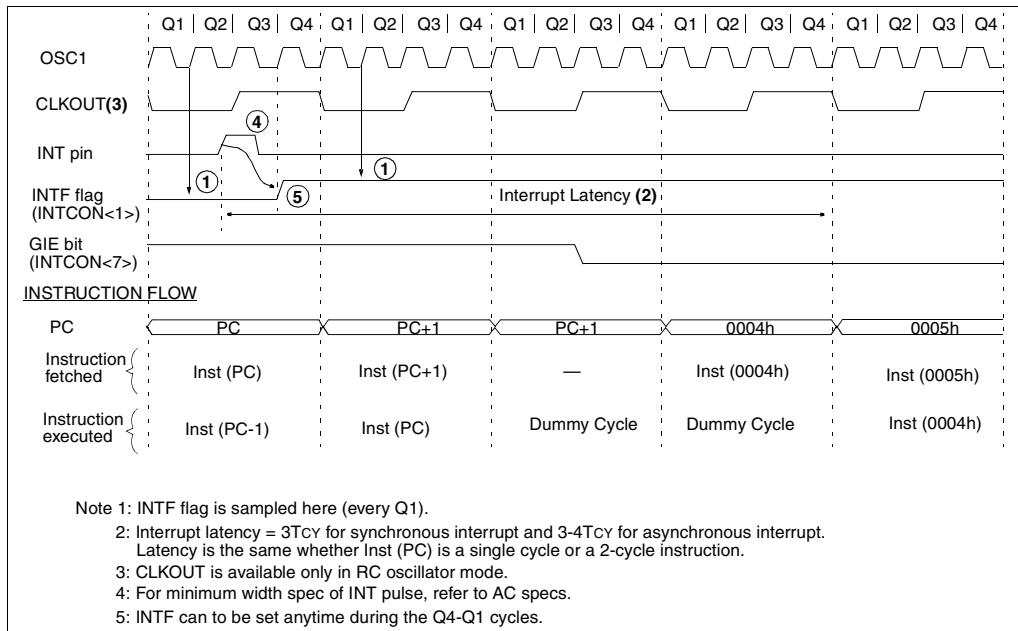 Q1 | Q2 | Q3 | Q4 Q1 | Q2 | Q3 | Q4 Q1 | Q2 | Q3 | Q4 Q1 | Q2 | Q3 | Q4 Q1 | Q2 | Q3 | Q4
OSC1
CLKOUT(3)
4
INT pin
1 1
INTF flag
(INTCON<1>)
5
Interrupt Latency (2)
GIE bit
(INTCON<7>)
INSTRUCTION FLOW
PC PC PC+1 PC+1 0004h 0005h
Instruction
fetched
Inst (PC) Inst (PC+1) — Inst (0004h) Inst (0005h)
Instruction
executed
Inst (PC-1) Inst (PC) Dummy Cycle Dummy Cycle Inst (0004h)
Note 1: INTF flag is sampled here (every Q1).
2: Interrupt latency = 3TCY for synchronous interrupt and 3-4TCY for asynchronous interrupt.
Latency is the same whether Inst (PC) is a single cycle or a 2-cycle instruction.
3: CLKOUT is available only in RC oscillator mode.
4: For minimum width spec of INT pulse, refer to AC specs.
5: INTF can to be set anytime during the Q4-Q1 cycles.